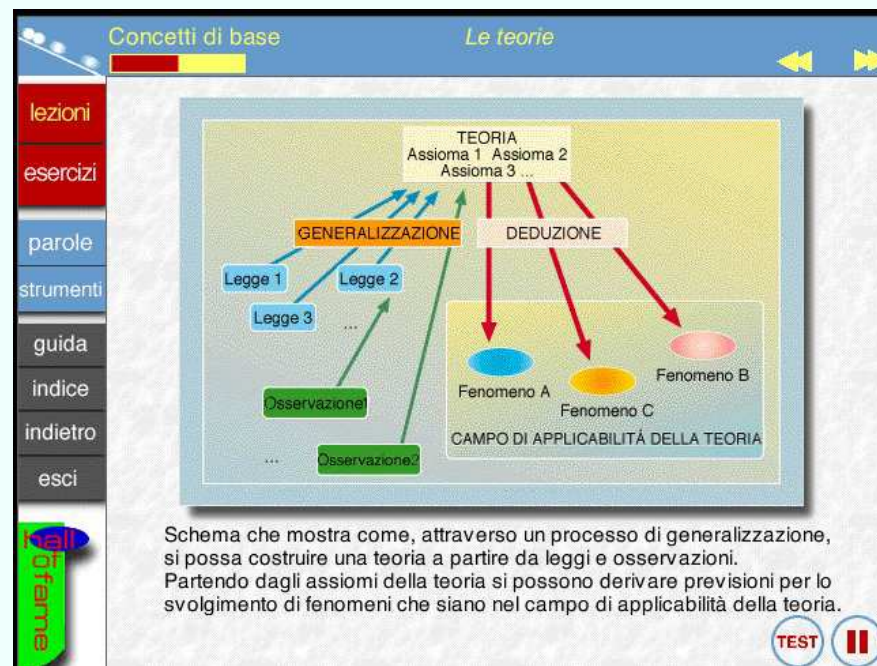 Concetti di base
Le teorie
lezioni
esercizi
parole
strumenti
guida
indice
indietro
esci
hall
of
farme
TEORIA
Assioma 1 Assioma 2
Assioma 3 ...
GENERALIZZAZIONE
DEDUZIONE
Legge 1
Legge 2
Legge 3
...
Osservazione1
...
Osservazione2
Fenomeno A
Fenomeno C
Fenomeno B
CAMPO DI APPLICABILITÁ DELLA TEORIA
Schema che mostra come, attraverso un processo di generalizzazione,
si possa costruire una teoria a partire da leggi e osservazioni.
Partendo dagli assiomi della teoria si possono derivare previsioni per lo
svolgimento di fenomeni che siano nel campo di applicabilità della teoria.
TEST